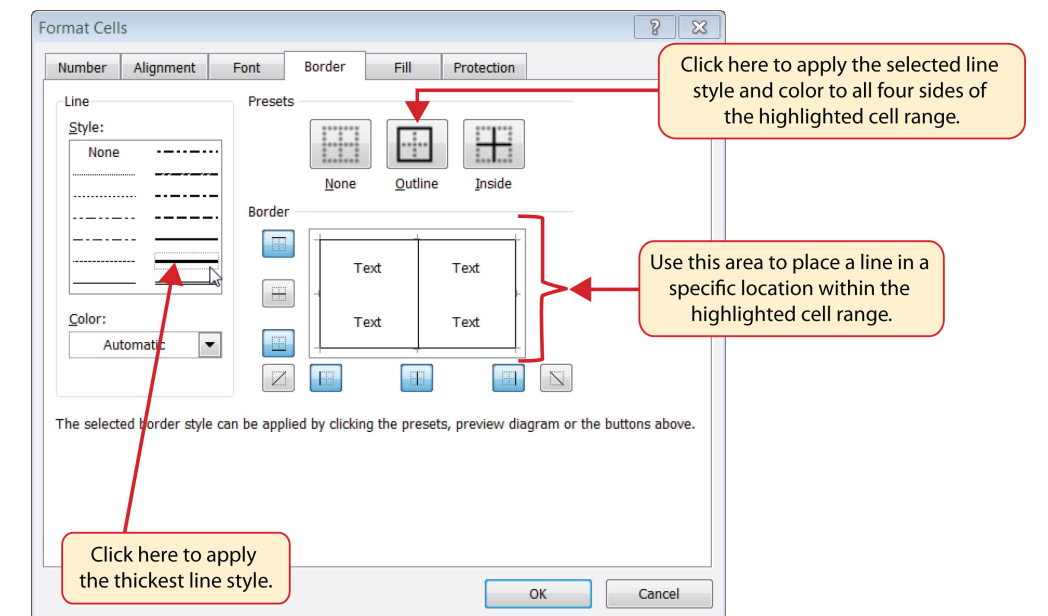 Format Cells
Number Alignment Font Border Fill Protection
Click here to apply the selected line
style and color to all four sides of
the highlighted cell range.
Line
Style:
None
Presets
None Outline Inside
Border
Text Text
Text Text
Use this area to place a line in a
specific location within the
highlighted cell range.
Color:
Automatic
The selected border style can be applied by clicking the presets, preview diagram or the buttons above.
Click here to apply
the thickest line style.
OK Cancel